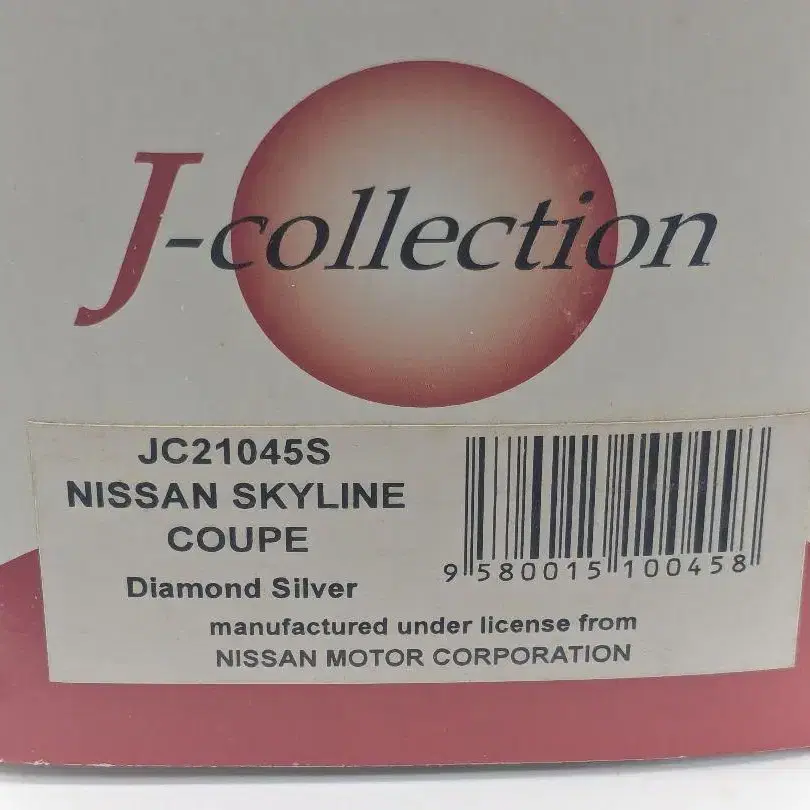 J-collection
JC21045S
NISSAN SKYLINE
COUPE
Diamond Silver
9 580015 100458
manufactured under license from
NISSAN MOTOR CORPORATION